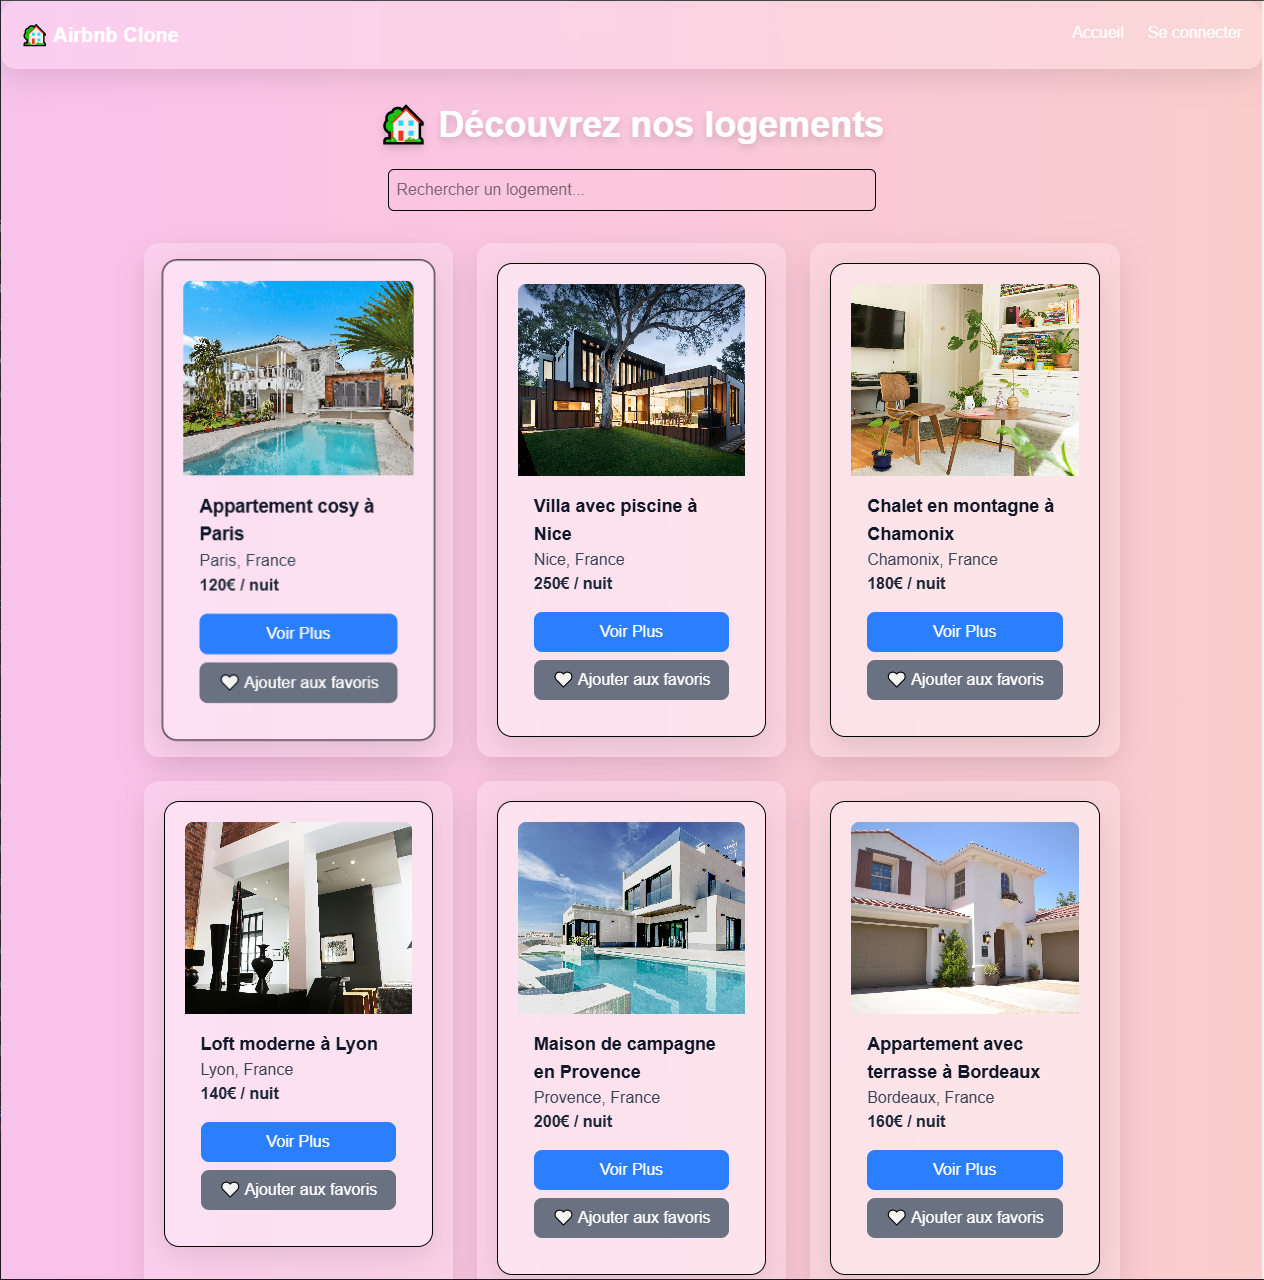 Airbnb Clone
Accueil
Se connecter
Découvrez nos logements
Rechercher un logement...
Appartement cosy à
Paris
Paris, France
120€ / nuit
Voir Plus
Ajouter aux favoris
Villa avec piscine à
Nice
Nice, France
250€ / nuit
Voir Plus
Ajouter aux favoris
Chalet en montagne à
Chamonix
Chamonix, France
180€ / nuit
Voir Plus
Ajouter aux favoris
Loft moderne à Lyon
Lyon, France
140€ / nuit
Voir Plus
Ajouter aux favoris
Maison de campagne
en Provence
Provence, France
200€ / nuit
Voir Plus
Ajouter aux favoris
Appartement avec
terrasse à Bordeaux
Bordeaux, France
160€ / nuit
Voir Plus
Ajouter aux favoris